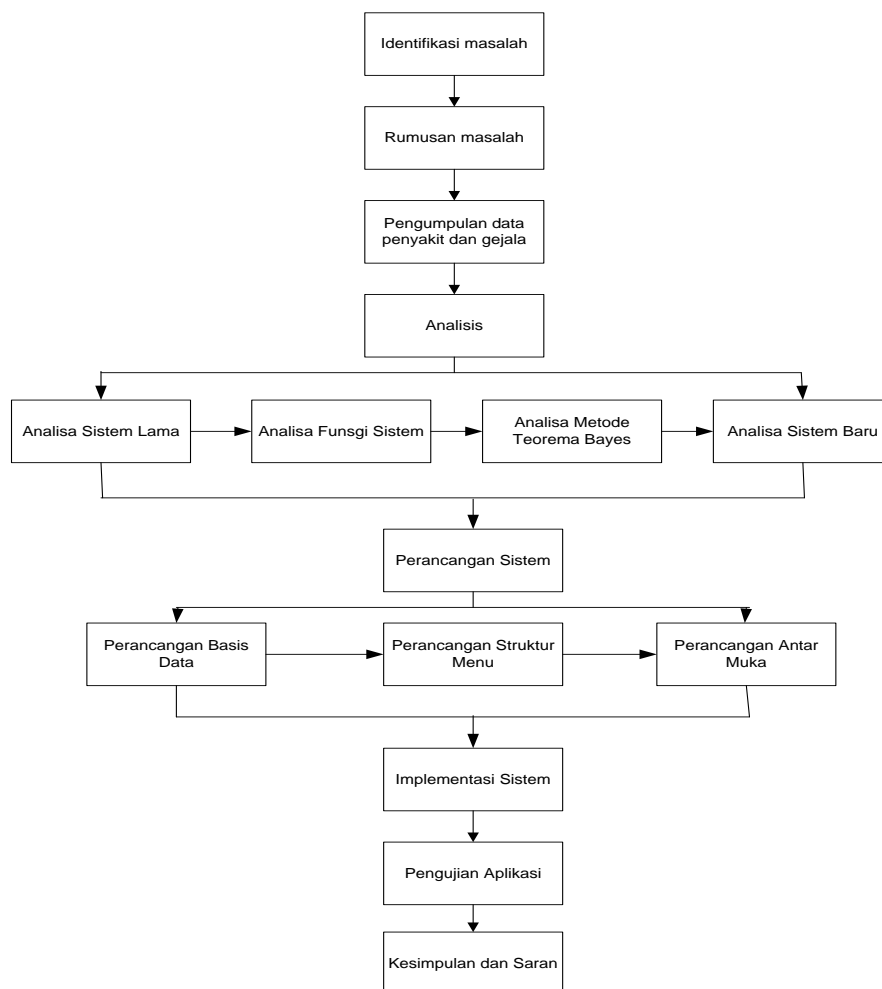 Identifikasi masalah
Rumusan masalah
Pengumpulan data
penyakit dan gejala
Analisis
Analisa Sistem Lama
Analisa Funsgi Sistem
Analisa Metode
Teorema Bayes
Analisa Sistem Baru
Perancangan Sistem
Perancangan Basis
Data
Perancangan Struktur
Menu
Perancangan Antar
Muka
Implementasi Sistem
Pengujian Aplikasi
Kesimpulan dan Saran